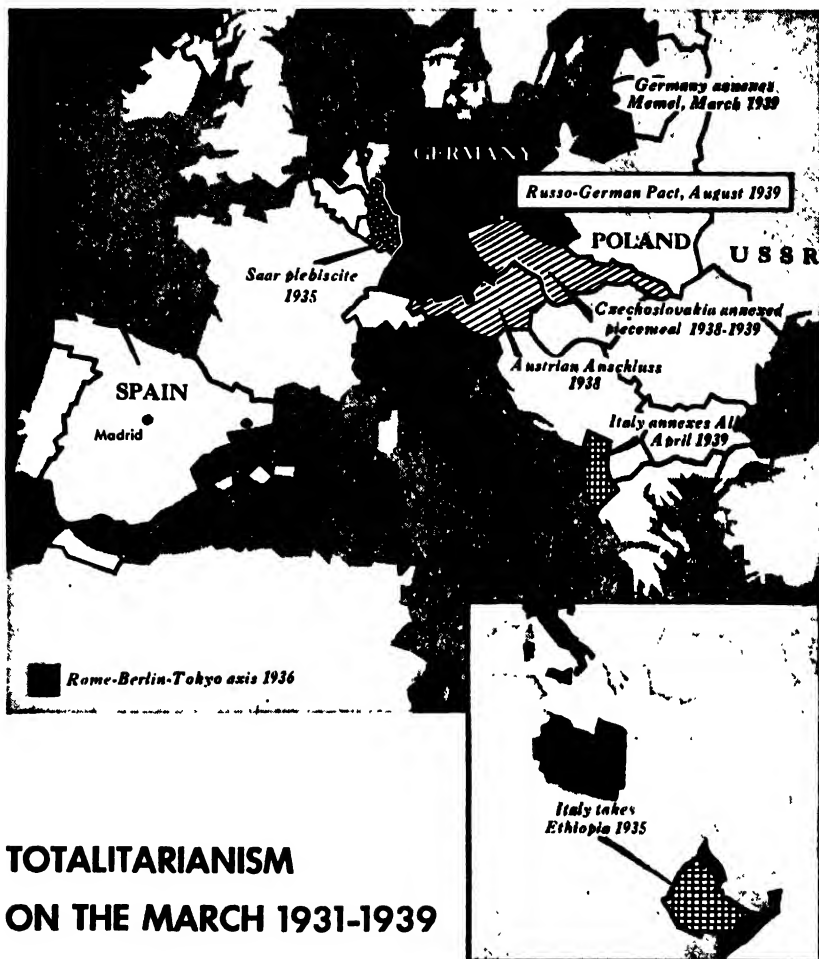 Germany annexes
Memel, March 1939
GERMANY
Russo-German Pact, August 1939
POLAND
USSR
Saar plebiscite
1935
Czechoslovakia annexed
piecemeal 1938-1939
Austrian Anschluss
1938
SPAIN
Madrid
Italy annexes Al
April 1939
Rome-Berlin-Tokyo axis 1936
Italy takes
Ethiopia 1935
TOTALITARIANISM
ON THE MARCH 1931-1939